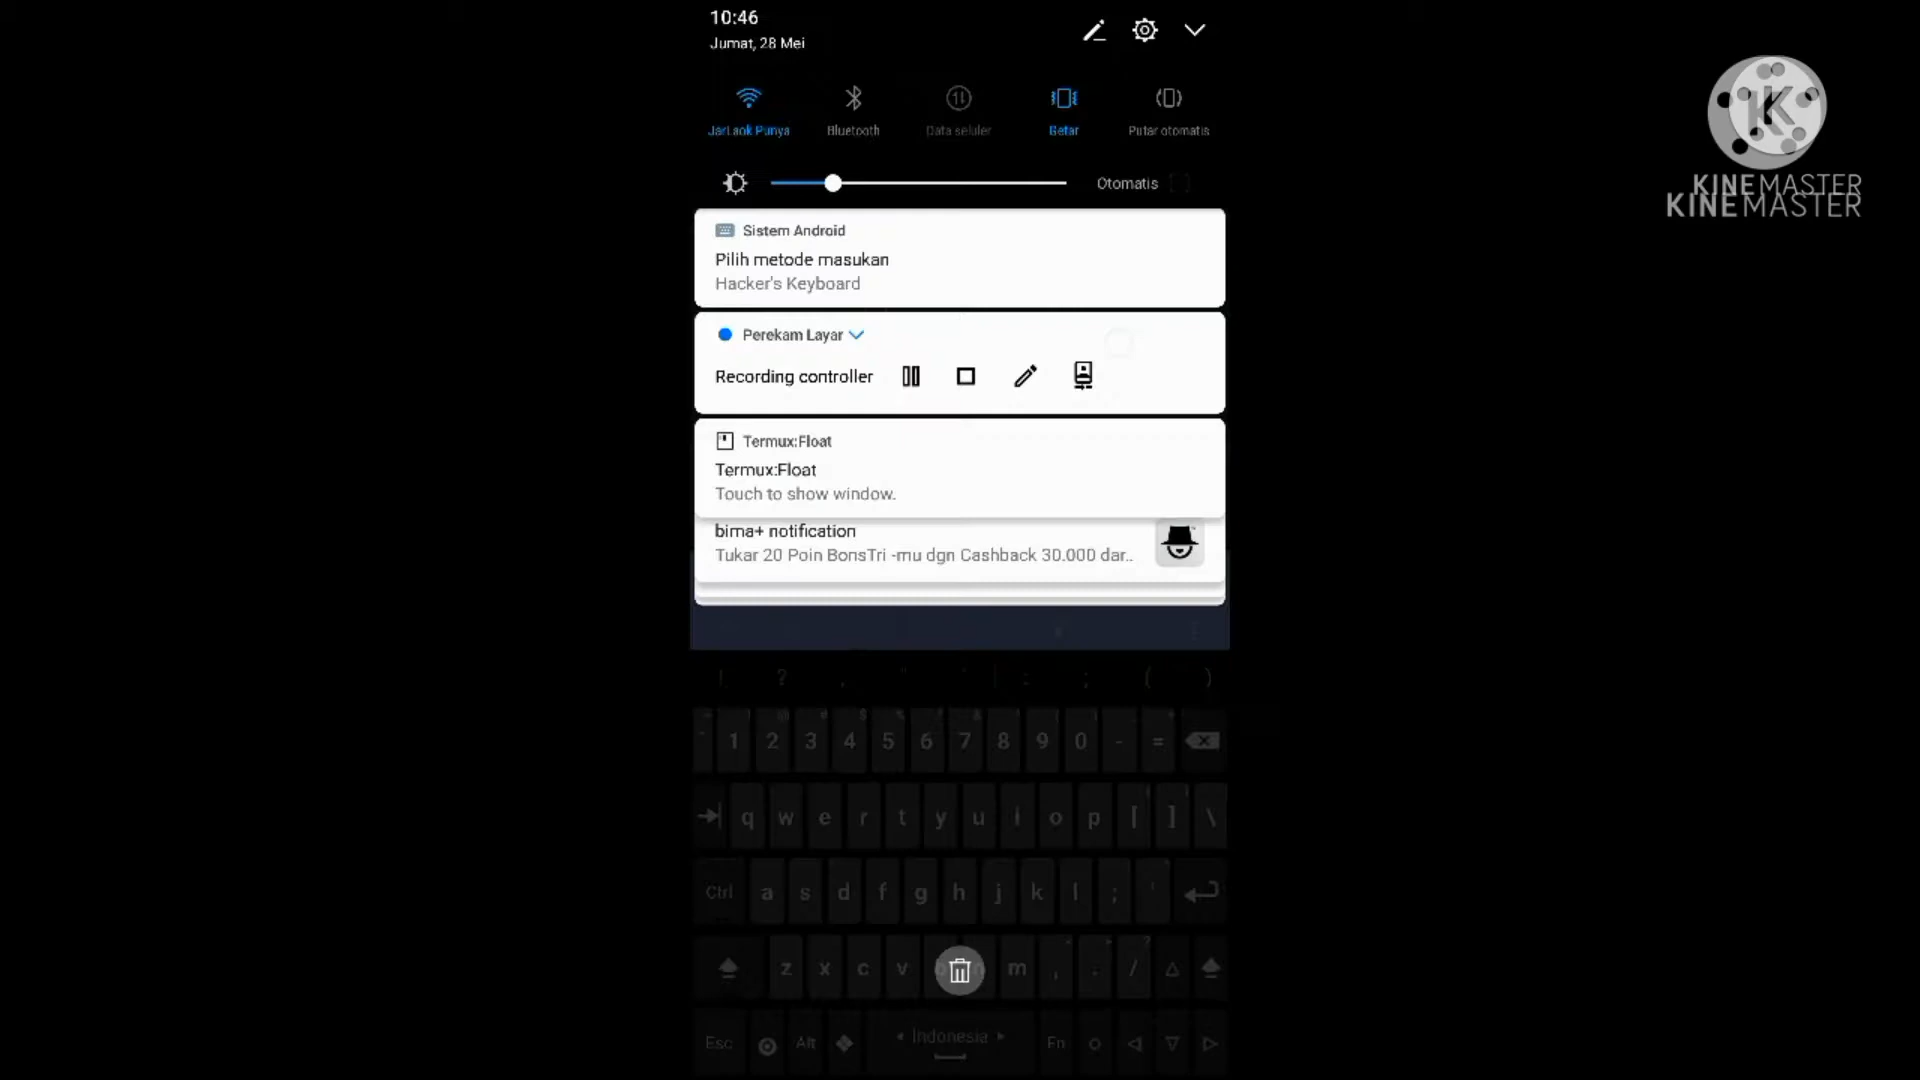 10:46
Jumat, 28 Mei
JarLaok Punya
Bluetooth
Data seluler
Getar
Putar otomatis
Otomatis
KINEMASTER
KINEMASTER
Sistem Android
Pilih metode masukan
Hacker's Keyboard
Perekam Layar
Recording controller
Termux:Float
Termux:Float
Touch to show window.
bima+ notification
Tukar 20 Poin BonsTri -mu dgn Cashback 30.000 dar..
! ? , " ' : ; ( )
1 2 3 4 5 6 7 8 9 0 - =
q w e r t y u i o p [ ] \
Ctrl a s d f g h j k l ; '
z x c v m , . /
Esc Alt Indonesia Fn